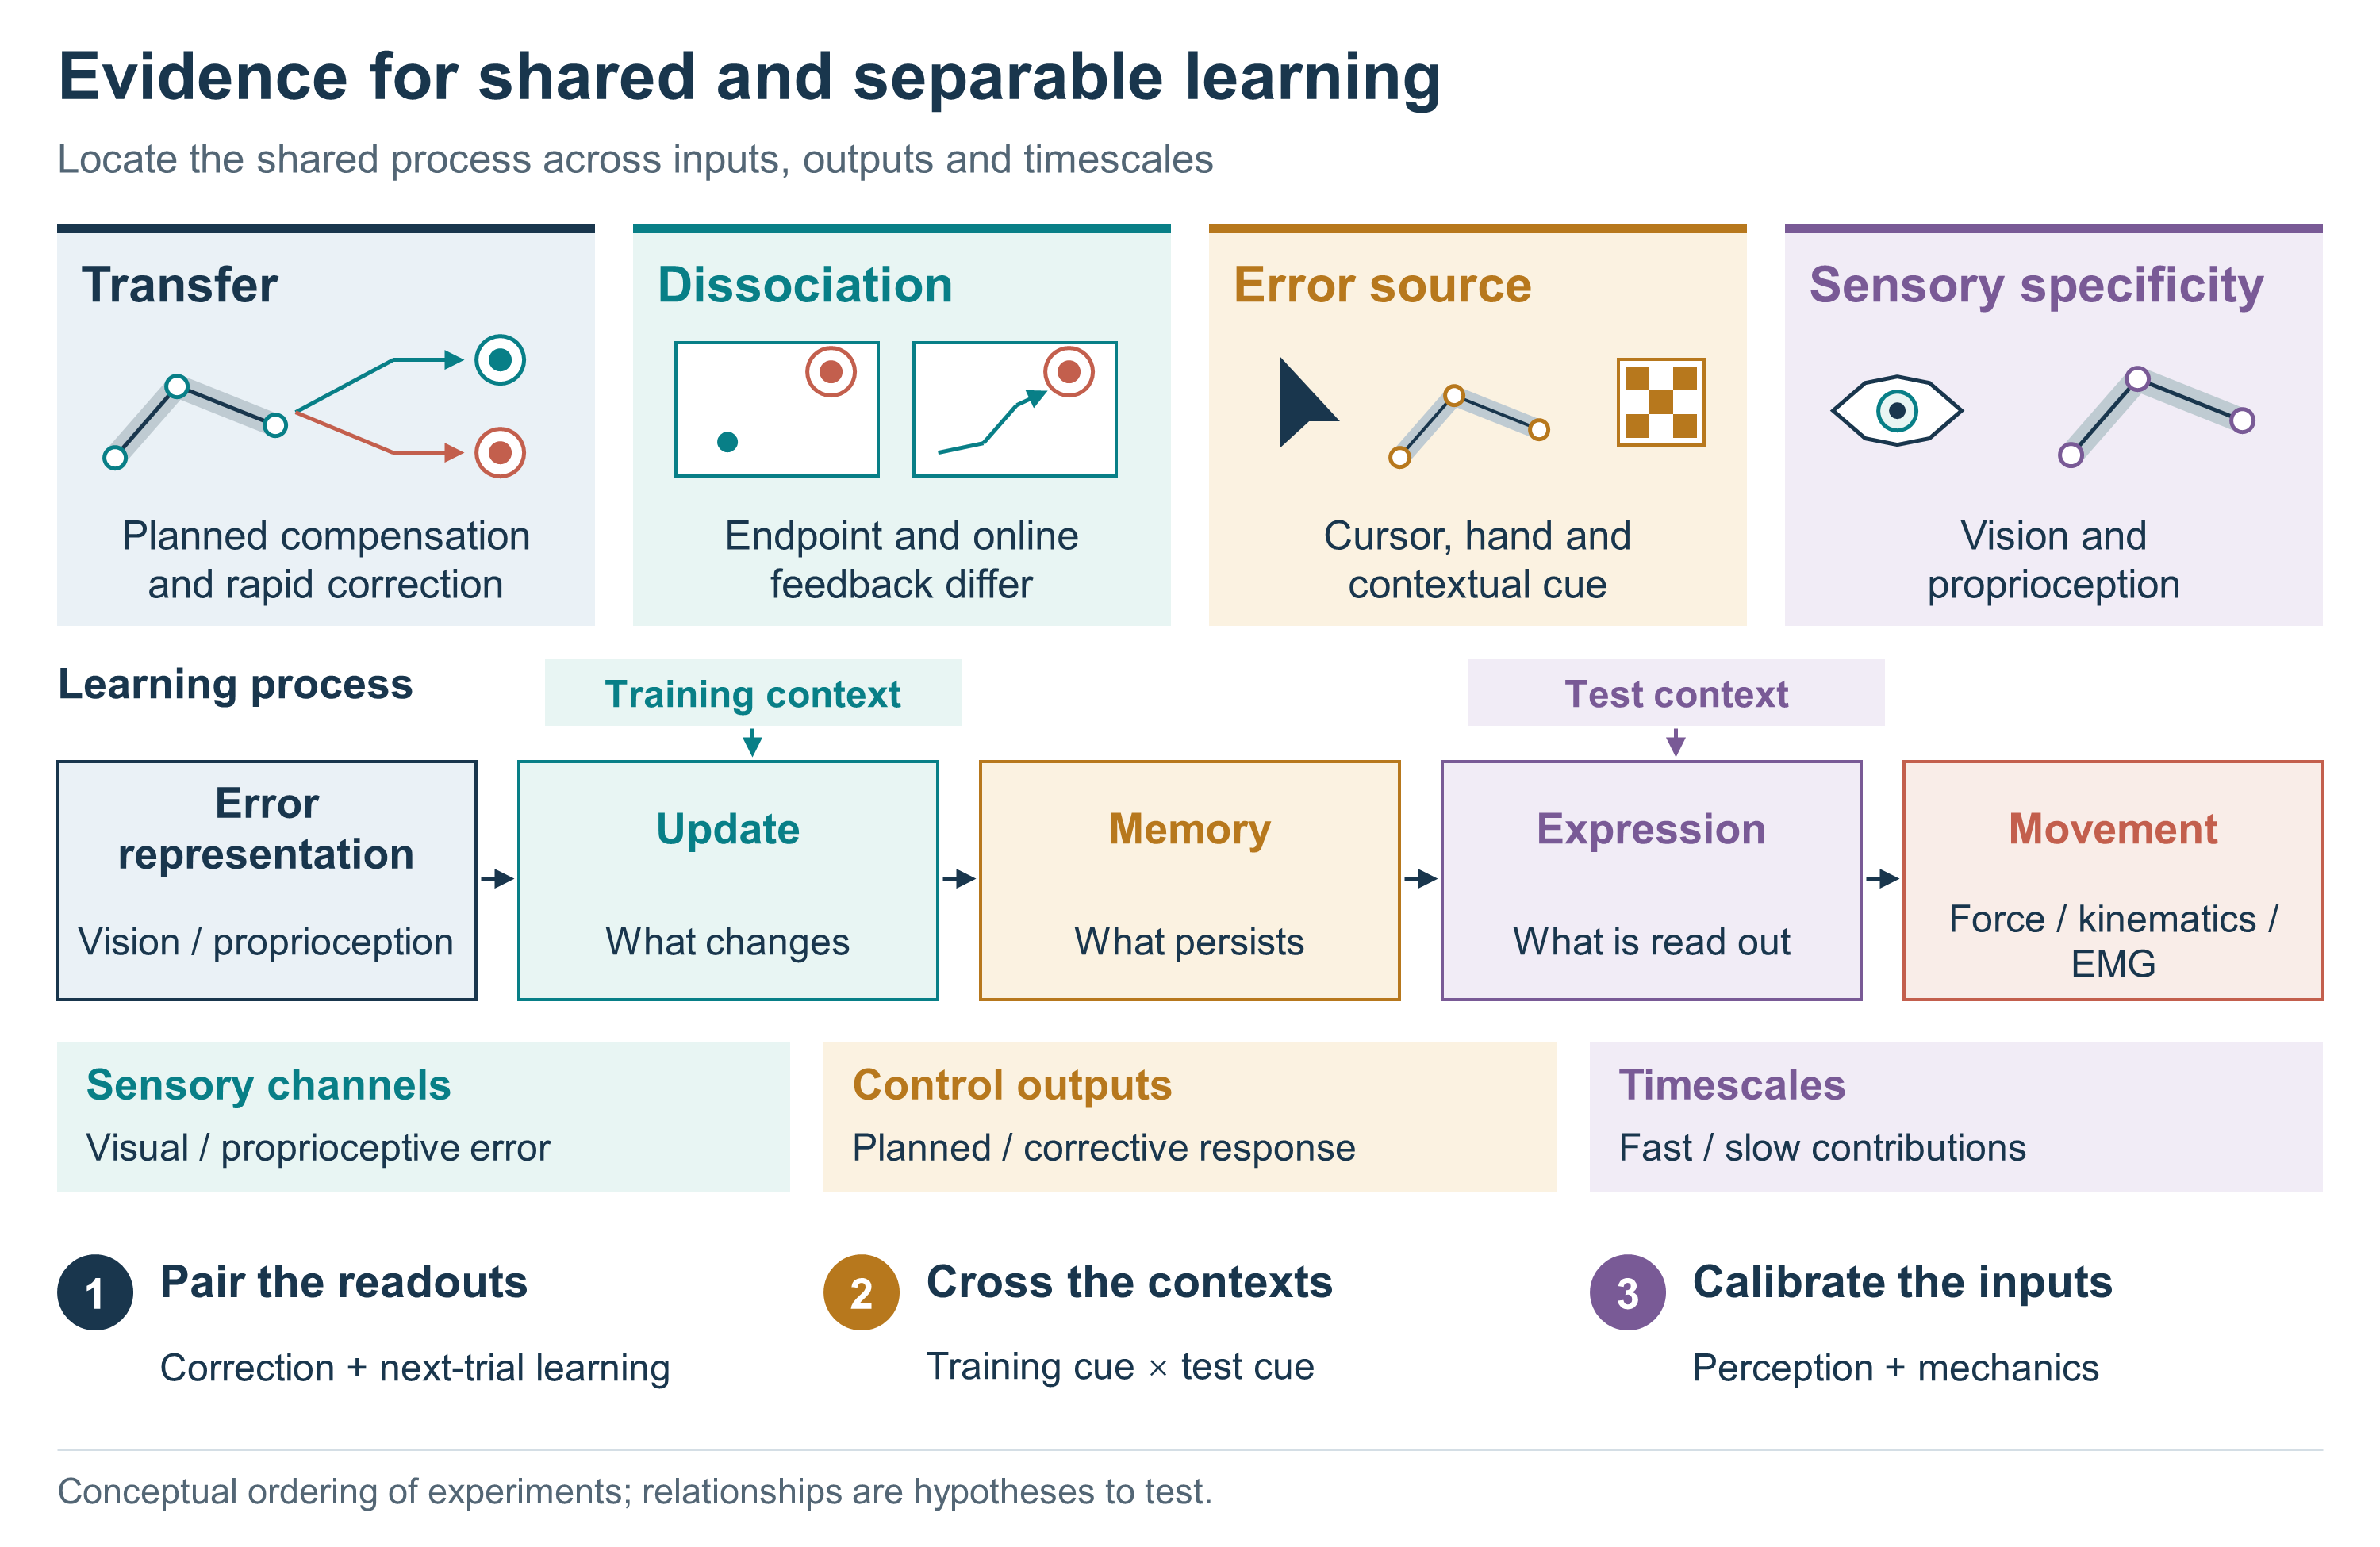 Evidence for shared and separable learning
Locate the shared process across inputs, outputs and timescales
Transfer
Planned compensation
and rapid correction
Dissociation
Endpoint and online
feedback differ
Error source
Cursor, hand and
contextual cue
Sensory specificity
Vision and
proprioception
Learning process
Training context
Test context
Error
representation
Vision / proprioception
Update
What changes
Memory
What persists
Expression
What is read out
Movement
Force / kinematics /
EMG
Sensory channels
Visual / proprioceptive error
Control outputs
Planned / corrective response
Timescales
Fast / slow contributions
1
Pair the readouts
Correction + next-trial learning
2
Cross the contexts
Training cue × test cue
3
Calibrate the inputs
Perception + mechanics
Conceptual ordering of experiments; relationships are hypotheses to test.